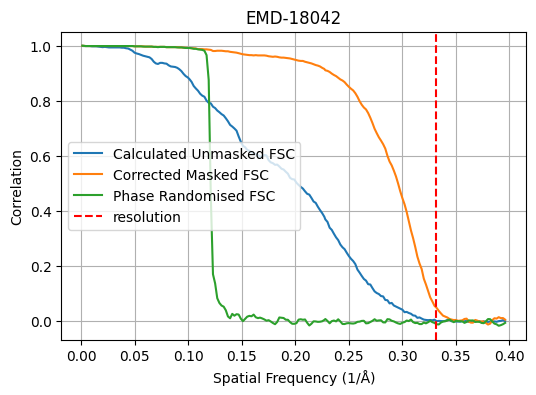 EMD-18042
1.0
0.8
0.6
0.4
0.2
0.0
Correlation
Calculated Unmasked FSC
Corrected Masked FSC
Phase Randomised FSC
resolution
0.00 0.05 0.10 0.15 0.20 0.25 0.30 0.35 0.40
Spatial Frequency (1/Å)